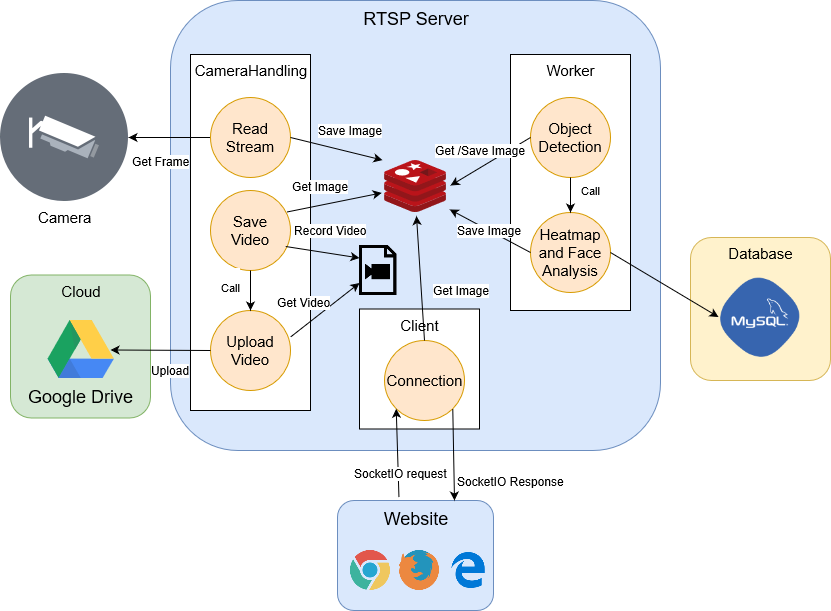 RTSP Server
CameraHandling
Worker
Read
Stream
Save Image
Object
Detection
Get /Save Image
Get Frame
Camera
Get Image
Call
Save
Video
Record Video
Save Image
Heatmap
and Face
Analysis
Database
MySQL
Call
Get Video
Get Image
Cloud
Google Drive
Upload
Upload
Video
Client
Connection
SocketIO request
SocketIO Response
Website